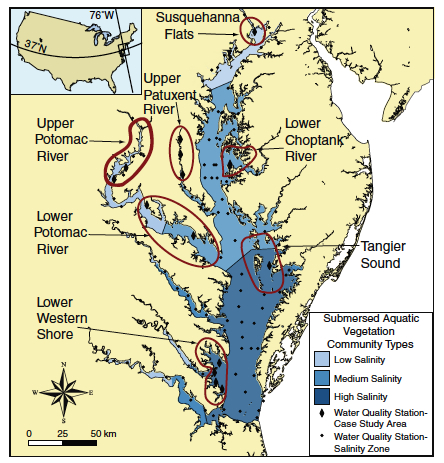 76°W
37°N
Susquehanna
Flats
Upper
Patuxent
River
Upper
Potomac
River
Lower
Choptank
River
Lower
Potomac
River
Tangier
Sound
Lower
Western
Shore
N
W
E
S
0 25 50 km
Submersed Aquatic
Vegetation
Community Types
Low Salinity
Medium Salinity
High Salinity
Water Quality Station-
Case Study Area
Water Quality Station-
Salinity Zone